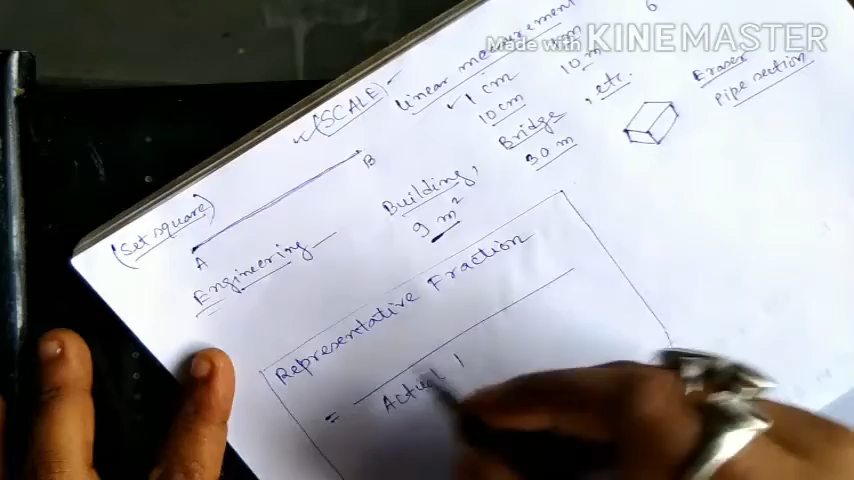 Made with KINEMASTER
6
(SCALE)
linear measurement
1 cm
10 m
10 cm
Eraser
Pipe section
(Set square)
A
B
Engineering
Building,
Bridge, etc.
9 m²
30 m
Representative Fraction
=
Actual l